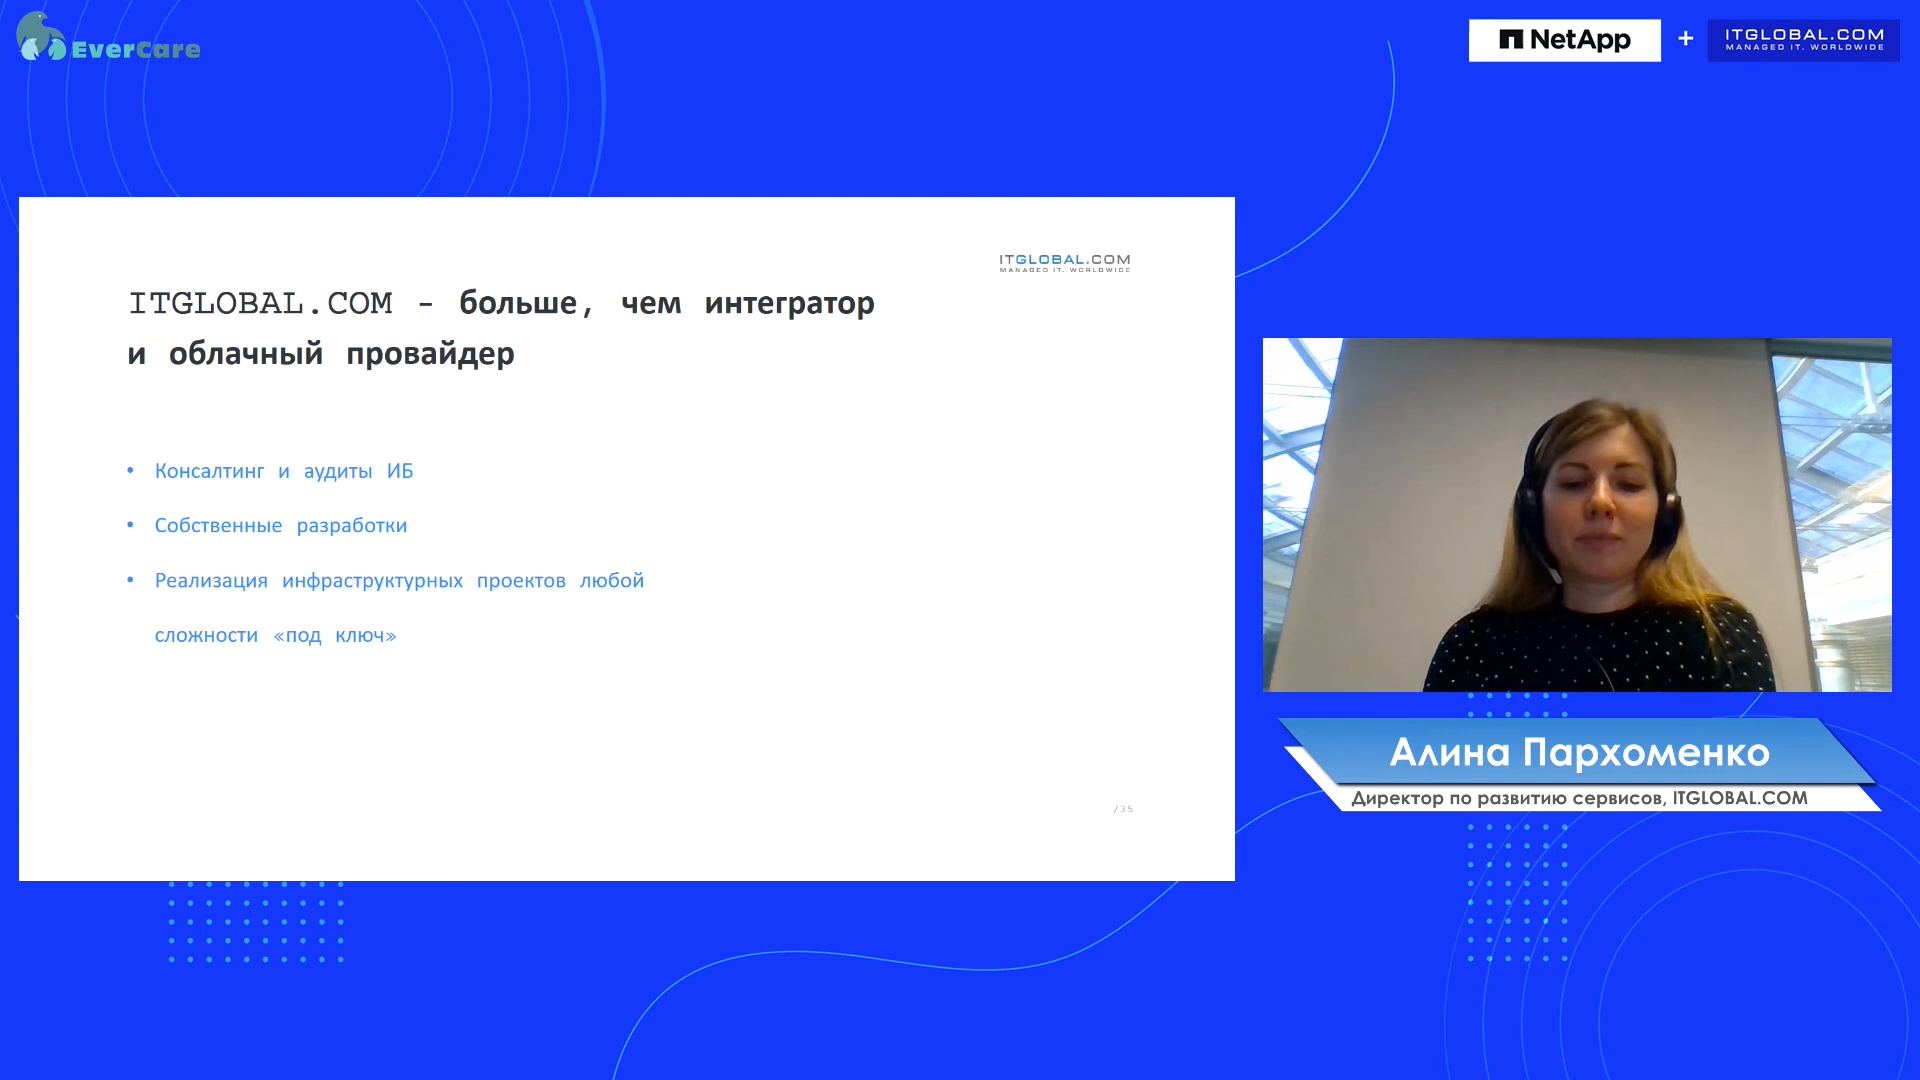 EverCare
NetApp
+
ITGLOBAL.COM
MANAGED IT. WORLDWIDE
ITGLOBAL.COM
MANAGED IT. WORLDWIDE
ITGLOBAL.COM - больше, чем интегратор
и облачный провайдер
• Консалтинг и аудиты ИБ
• Собственные разработки
• Реализация инфраструктурных проектов любой
сложности «под ключ»
/35
Алина Пархоменко
Директор по развитию сервисов, ITGLOBAL.COM